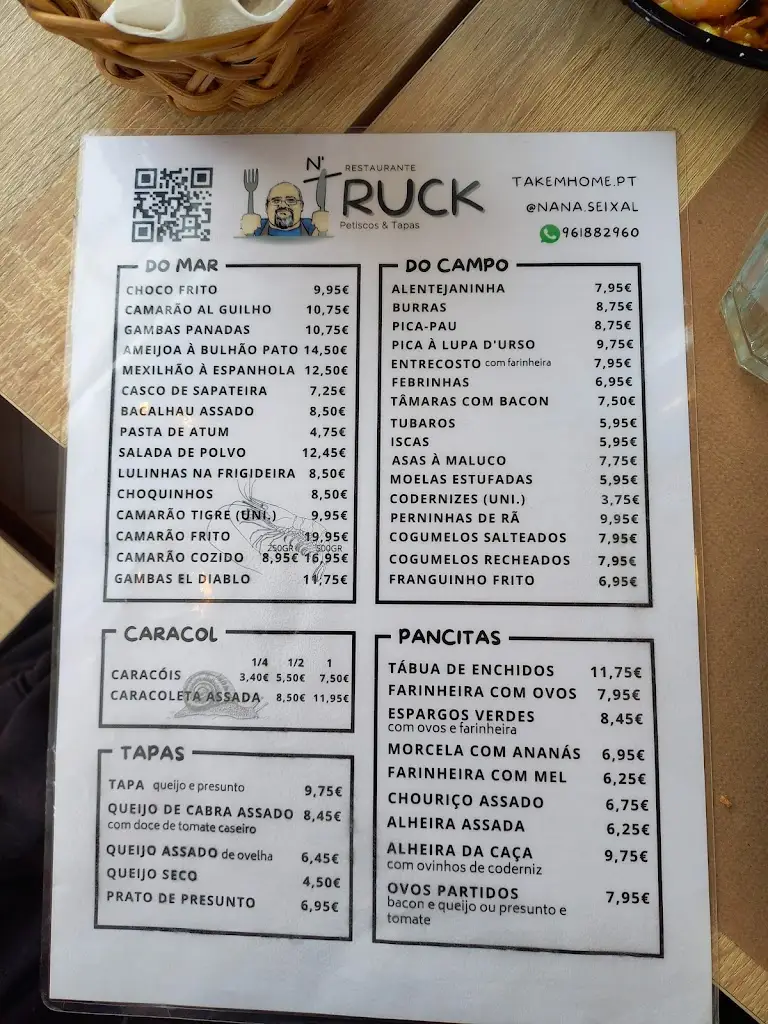 N'
RESTAURANTE
TRUCK
Petiscos & Tapas
TAKEMHOME.PT
@NANA.SEIXAL
961882960
DO MAR
CHOCO FRITO 9,95€
CAMARÃO AL GUILHO 10,75€
GAMBAS PANADAS 10,75€
AMEIJOA À BULHÃO PATO 14,50€
MEXILHÃO À ESPANHOLA 12,50€
CASCO DE SAPATEIRA 7,25€
BACALHAU ASSADO 8,50€
PASTA DE ATUM 4,75€
SALADA DE POLVO 12,45€
LULINHAS NA FRIGIDEIRA 8,50€
CHOQUINHOS 8,50€
CAMARÃO TIGRE (UNI.) 9,95€
CAMARÃO FRITO 19,95€
250GR 500GR
CAMARÃO COZIDO 8,95€ 16,95€
GAMBAS EL DIABLO 11,75€
DO CAMPO
ALENTEJANINHA 7,95€
BURRAS 8,75€
PICA-PAU 8,75€
PICA À LUPA D'URSO 9,75€
ENTRECOSTO com farinheira 7,95€
FEBRINHAS 6,95€
TÂMARAS COM BACON 7,50€
TUBAROS 5,95€
ISCAS 5,95€
ASAS À MALUCO 7,75€
MOELAS ESTUFADAS 5,95€
CODERNIZES (UNI.) 3,75€
PERNINHAS DE RÃ 9,95€
COGUMELOS SALTEADOS 7,95€
COGUMELOS RECHEADOS 7,95€
FRANGUINHO FRITO 6,95€
CARACOL
1/4 1/2 1
CARACÓIS 3,40€ 5,50€ 7,50€
CARACOLETA ASSADA 8,50€ 11,95€
TAPAS
TAPA queijo e presunto 9,75€
QUEIJO DE CABRA ASSADO 8,45€
com doce de tomate caseiro
QUEIJO ASSADO de ovelha 6,45€
QUEIJO SECO 4,50€
PRATO DE PRESUNTO 6,95€
PANCITAS
TÁBUA DE ENCHIDOS 11,75€
FARINHEIRA COM OVOS 7,95€
ESPARGOS VERDES 8,45€
com ovos e farinheira
MORCELA COM ANANÁS 6,95€
FARINHEIRA COM MEL 6,25€
CHOURIÇO ASSADO 6,75€
ALHEIRA ASSADA 6,25€
ALHEIRA DA CAÇA 9,75€
com ovinhos de coderniz
OVOS PARTIDOS 7,95€
bacon e queijo ou presunto e
tomate